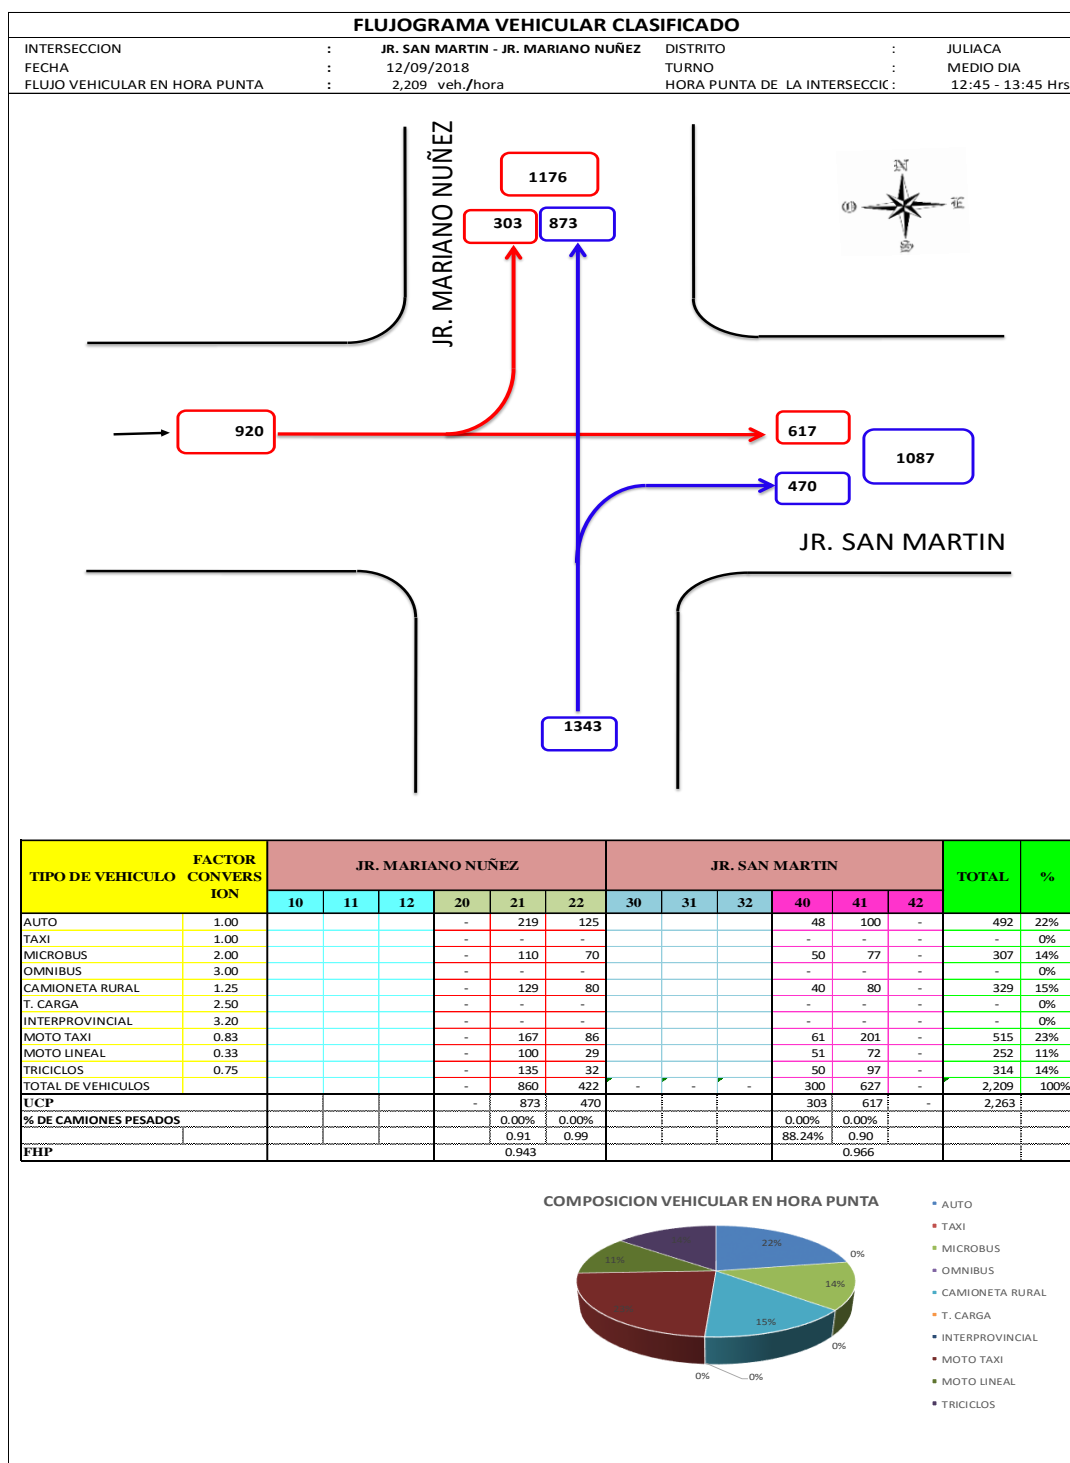 FLUJOGRAMA VEHICULAR CLASIFICADO
INTERSECCION : JR. SAN MARTIN - JR. MARIANO NUÑEZ DISTRITO : JULIACA
FECHA : 12/09/2018 TURNO : MEDIO DIA
FLUJO VEHICULAR EN HORA PUNTA : 2,209 veh./hora HORA PUNTA DE LA INTERSECCIC : 12:45 - 13:45 Hrs
JR. MARIANO NUÑEZ
1176
303 873
N
O E
S
920
617
1087
470
JR. SAN MARTIN
1343
TIPO DE VEHICULO FACTOR CONVERS ION JR. MARIANO NUÑEZ JR. SAN MARTIN TOTAL %
10 11 12 20 21 22 30 31 32 40 41 42
AUTO 1.00 - 219 125 48 100 - 492 22%
TAXI 1.00 - - - - - - - 0%
MICROBUS 2.00 - 110 70 50 77 - 307 14%
OMNIBUS 3.00 - - - - - - - 0%
CAMIONETA RURAL 1.25 - 129 80 40 80 - 329 15%
T. CARGA 2.50 - - - - - - - 0%
INTERPROVINCIAL 3.20 - - - - - - - 0%
MOTO TAXI 0.83 - 167 86 61 201 - 515 23%
MOTO LINEAL 0.33 - 100 29 51 72 - 252 11%
TRICICLOS 0.75 - 135 32 50 97 - 314 14%
TOTAL DE VEHICULOS - 860 422 - - - 300 627 - 2,209 100%
UCP - 873 470 303 617 - 2,263
% DE CAMIONES PESADOS 0.00% 0.00% 0.00% 0.00%
0.91 0.99 88.24% 0.90
FHP 0.943 0.966
COMPOSICION VEHICULAR EN HORA PUNTA
22%
0%
14%
0%
15%
0%
0%
11%
AUTO
TAXI
MICROBUS
OMNIBUS
CAMIONETA RURAL
T. CARGA
INTERPROVINCIAL
MOTO TAXI
MOTO LINEAL
TRICICLOS